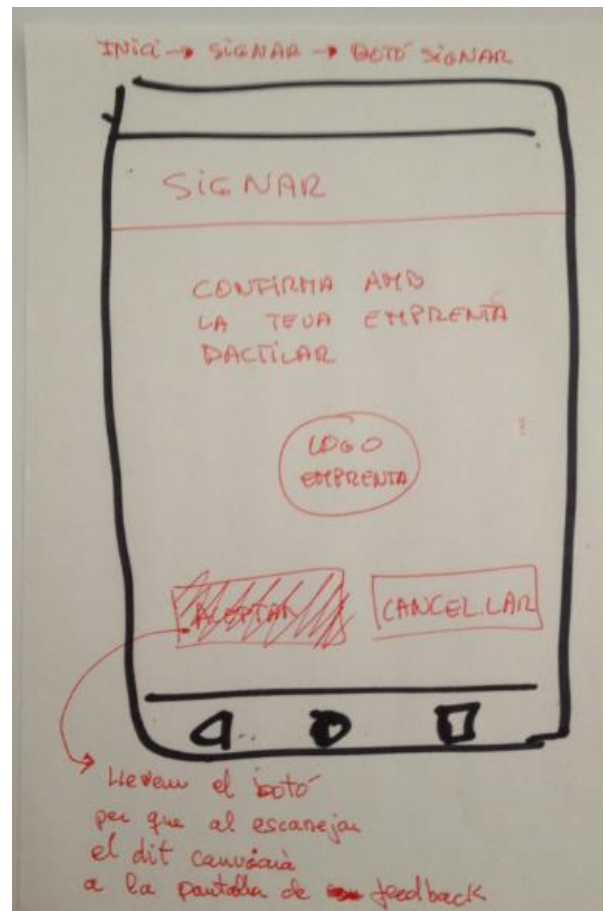 INICI → SIGNAR → BOTÓ SIGNAR
SIGNAR
CONFIRMA AMB
LA TEVA EMPRENTA
DACTILAR
LOGO
EMPRENTA
ACEPTAR
CANCEL.LAR
Llevem el botó
per que al escanejar
el dit canviarà
a la pantalla de feedback